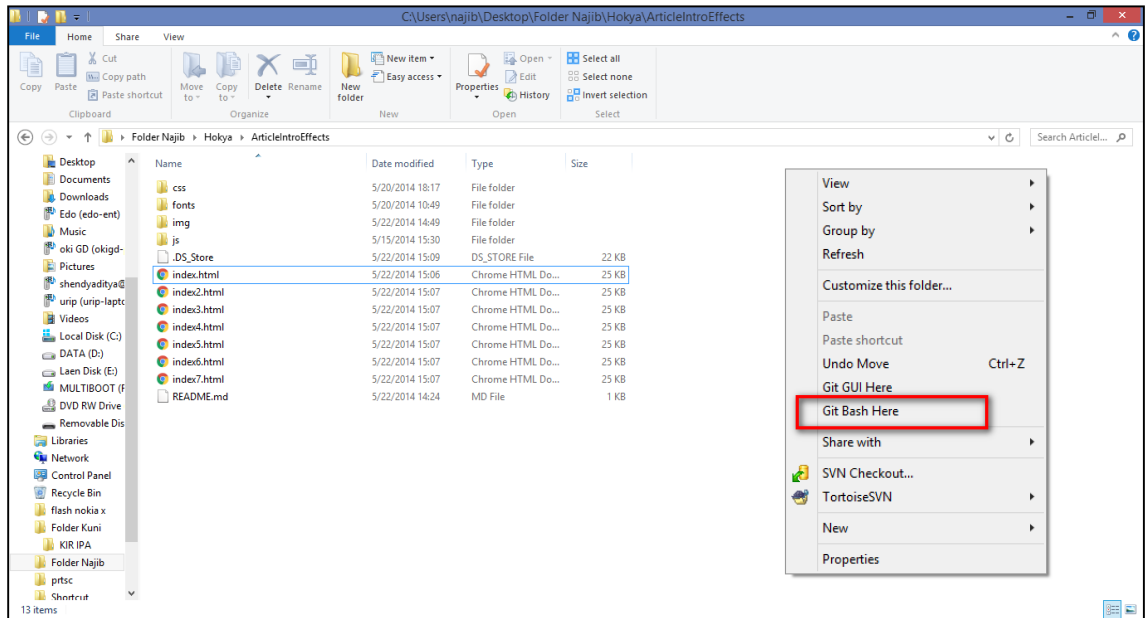 C:\Users\najib\Desktop\Folder Najib\Hokya\ArticleIntroEffects
File Home Share View
Copy
Paste
Cut
Copy path
Paste shortcut
Clipboard
Move to
Copy to
Delete
Rename
Organize
New folder
New item
Easy access
New
Properties
Open
Edit
History
Open
Select all
Select none
Invert selection
Select
Folder Najib Hokya ArticleIntroEffects
Search Articlel...
Desktop
Documents
Downloads
Edo (edo-ent)
Music
oki GD (okigd-
Pictures
shendyaditya@
urip (urip-laptc
Videos
Local Disk (C:)
DATA (D:)
Laen Disk (E:)
MULTIBOOT (F
DVD RW Drive
Removable Dis
Libraries
Network
Control Panel
Recycle Bin
flash nokia x
Folder Kuni
KIR IPA
Folder Najib
prtsc
Shortcut
Name Date modified Type Size
css 5/20/2014 18:17 File folder
fonts 5/20/2014 10:49 File folder
img 5/22/2014 14:49 File folder
js 5/15/2014 15:30 File folder
.DS_Store 5/22/2014 15:09 DS_STORE File 22 KB
index.html 5/22/2014 15:06 Chrome HTML Do... 25 KB
index2.html 5/22/2014 15:07 Chrome HTML Do... 25 KB
index3.html 5/22/2014 15:07 Chrome HTML Do... 25 KB
index4.html 5/22/2014 15:07 Chrome HTML Do... 25 KB
index5.html 5/22/2014 15:07 Chrome HTML Do... 25 KB
index6.html 5/22/2014 15:07 Chrome HTML Do... 25 KB
index7.html 5/22/2014 15:07 Chrome HTML Do... 25 KB
README.md 5/22/2014 14:24 MD File 1 KB
View
Sort by
Group by
Refresh
Customize this folder...
Paste
Paste shortcut
Undo Move Ctrl+Z
Git GUI Here
Git Bash Here
Share with
SVN Checkout...
TortoiseSVN
New
Properties
13 items